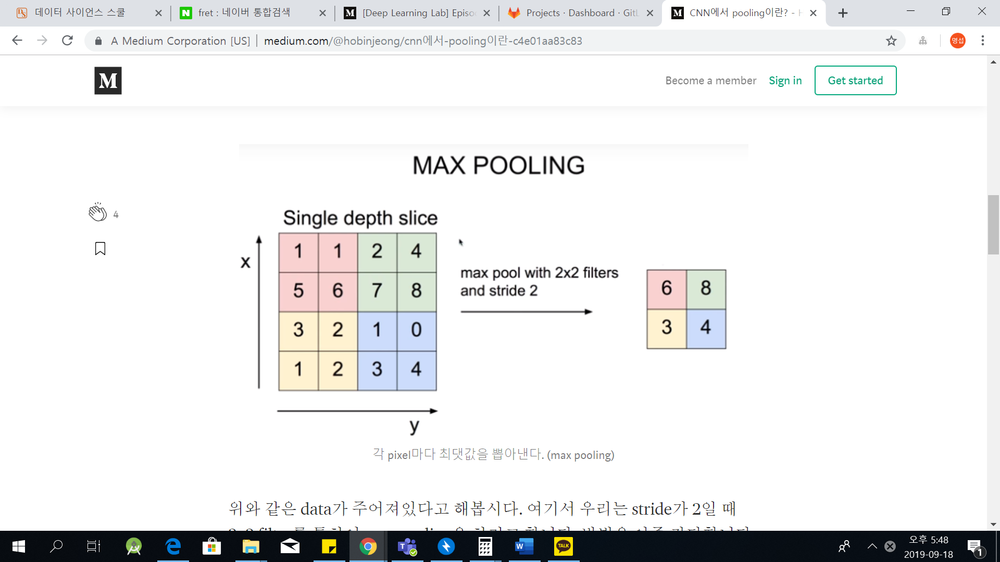 데이터 사이언스 스쿨
fret : 네이버 통합검색
[Deep Learning Lab] Episo
Projects · Dashboard · GitL
CNN에서 pooling이란? - H
A Medium Corporation [US]
medium.com/@hobinjeong/cnn에서-pooling이란-c4e01aa83c83
명섭
M
Become a member
Sign in
Get started
MAX POOLING
4
Single depth slice
x
1 1 2 4
5 6 7 8
3 2 1 0
1 2 3 4
y
max pool with 2x2 filters
and stride 2
6 8
3 4
각 pixel마다 최댓값을 뽑아낸다. (max pooling)
위와 같은 data가 주어져있다고 해봅시다. 여기서 우리는 stride가 2일 때
오후 5:48
2019-09-18
TALK
1